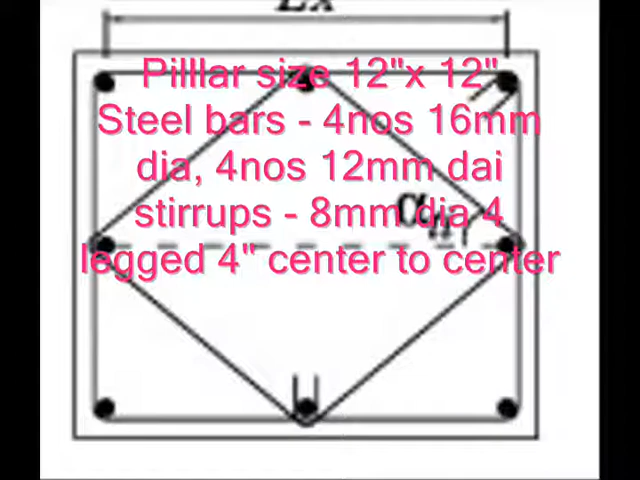 Lx
Pilllar size 12"x 12"
Steel bars - 4nos 16mm
dia, 4nos 12mm dai
stirrups - 8mm dia 4
legged 4" center to center